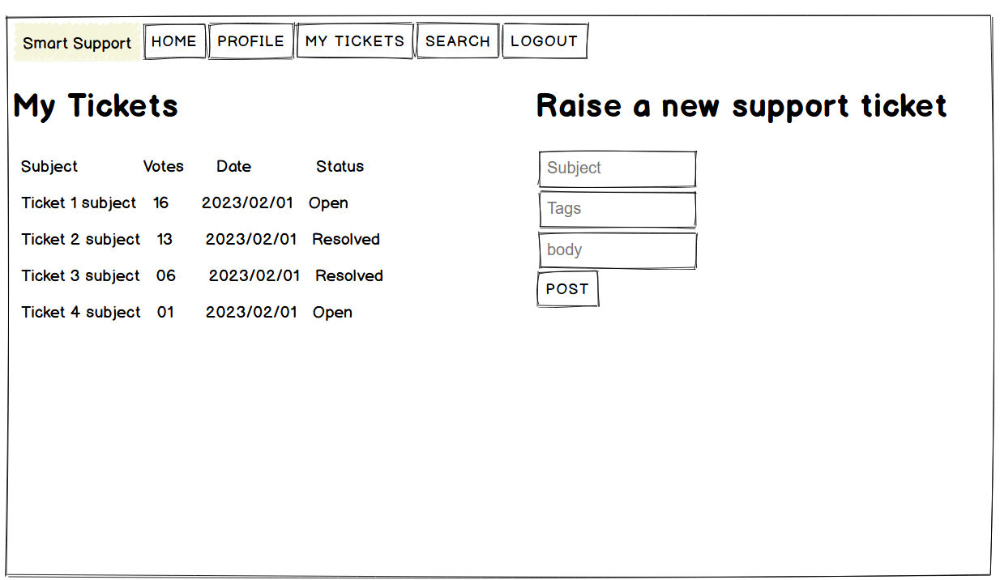 Smart Support HOME PROFILE MY TICKETS SEARCH LOGOUT
My Tickets
Subject Votes Date Status
Ticket 1 subject 16 2023/02/01 Open
Ticket 2 subject 13 2023/02/01 Resolved
Ticket 3 subject 06 2023/02/01 Resolved
Ticket 4 subject 01 2023/02/01 Open
Raise a new support ticket
Subject
Tags
body
POST